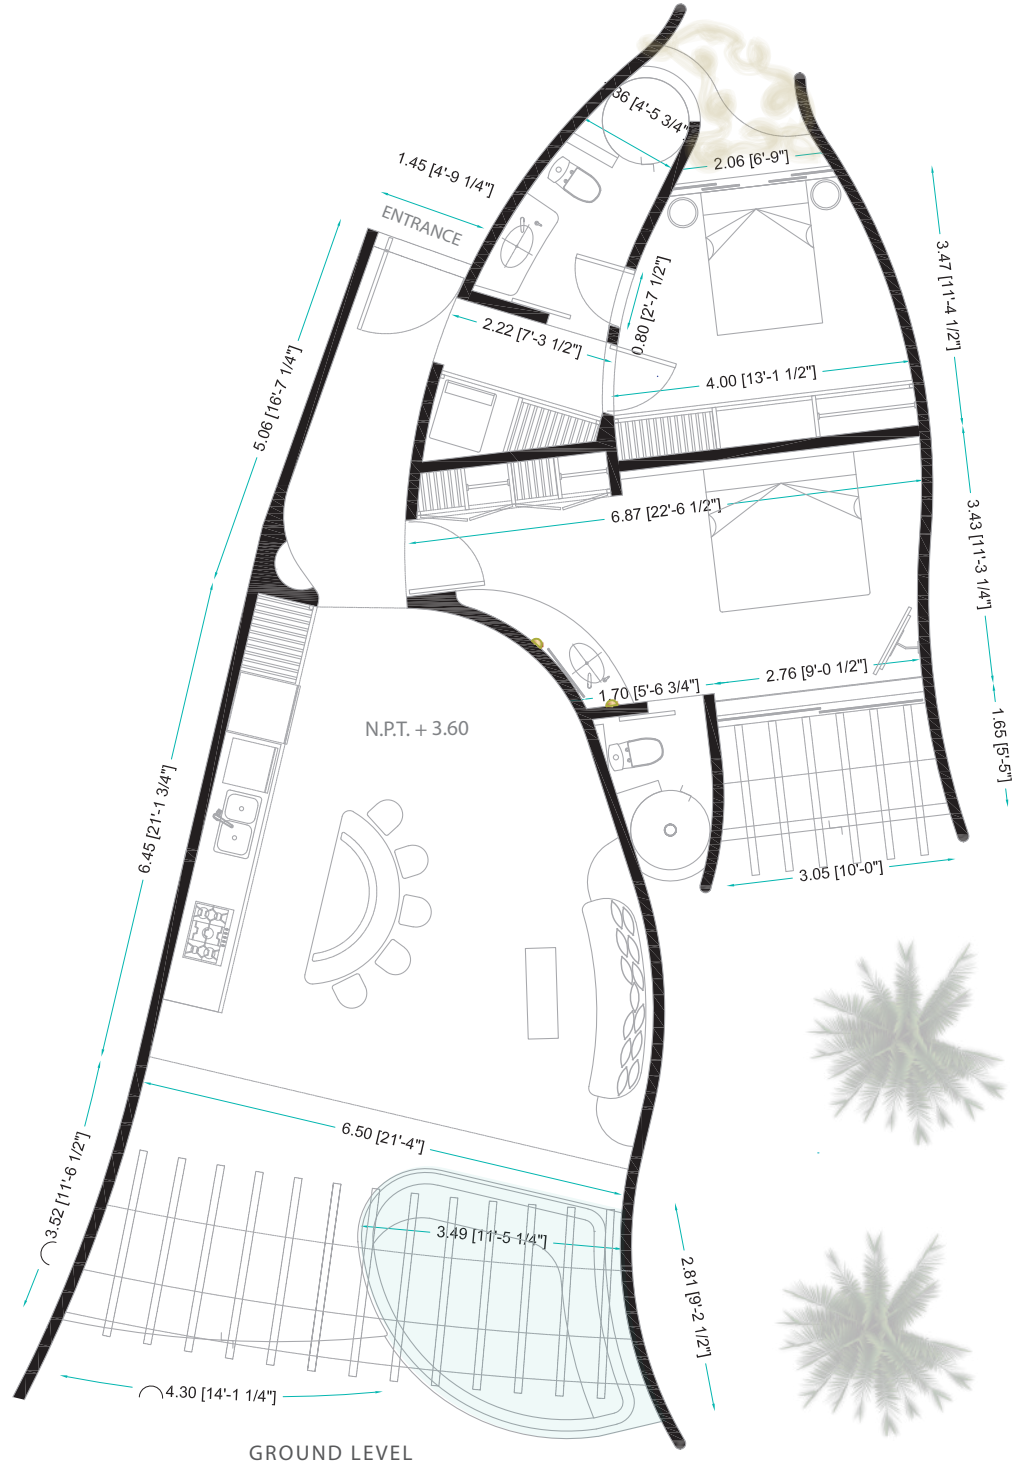 .36 [4'-5 3/4"]
2.06 [6'-9"]
1.45 [4'-9 1/4"]
ENTRANCE
3.47 [11'-4 1/2"]
0.80 [2'-7 1/2"]
2.22 [7'-3 1/2"]
4.00 [13'-1 1/2"]
5.06 [16'-7 1/4"]
6.87 [22'-6 1/2"]
3.43 [11'-3 1/4"]
2.76 [9'-0 1/2"]
1.70 [5'-6 3/4"]
N.P.T. + 3.60
1.65 [5'-5"]
6.45 [21'-1 3/4"]
3.05 [10'-0"]
6.50 [21'-4"]
3.52 [11'-6 1/2"]
3.49 [11'-5 1/4"]
2.81 [9'-2 1/2"]
4.30 [14'-1 1/4"]
GROUND LEVEL